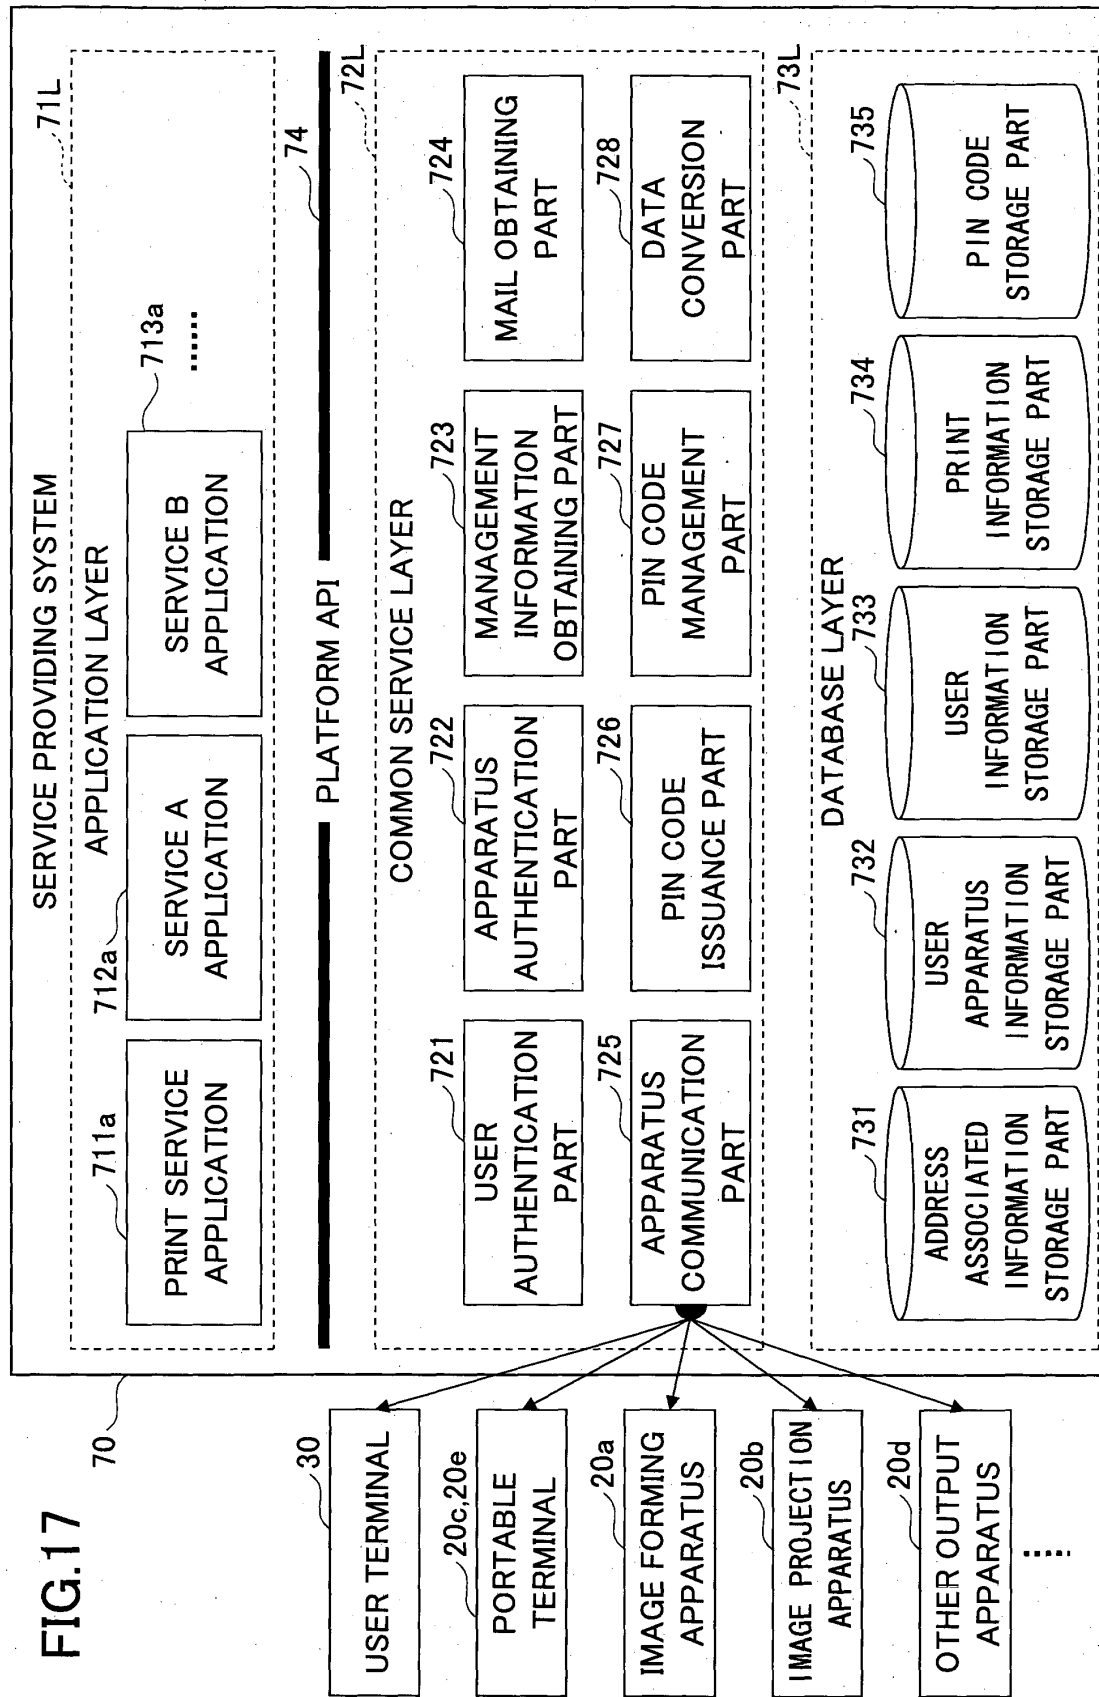 FIG.17
70
SERVICE PROVIDING SYSTEM
71L
APPLICATION LAYER
711a
PRINT SERVICE
APPLICATION
712a
SERVICE A
APPLICATION
713a
SERVICE B
APPLICATION
74
PLATFORM API
72L
COMMON SERVICE LAYER
721
USER
AUTHENTICATION
PART
722
APPARATUS
AUTHENTICATION
PART
723
MANAGEMENT
INFORMATION
OBTAINING PART
724
MAIL OBTAINING
PART
725
APPARATUS
COMMUNICATION
PART
726
PIN CODE
ISSUANCE PART
727
PIN CODE
MANAGEMENT
PART
728
DATA
CONVERSION
PART
73L
DATABASE LAYER
731
ADDRESS
ASSOCIATED
INFORMATION
STORAGE PART
732
USER
APPARATUS
INFORMATION
STORAGE PART
733
USER
INFORMATION
STORAGE PART
734
PRINT
INFORMATION
STORAGE PART
735
PIN CODE
STORAGE PART
30
USER TERMINAL
20c,20e
PORTABLE
TERMINAL
20a
IMAGE FORMING
APPARATUS
20b
IMAGE PROJECTION
APPARATUS
20d
OTHER OUTPUT
APPARATUS